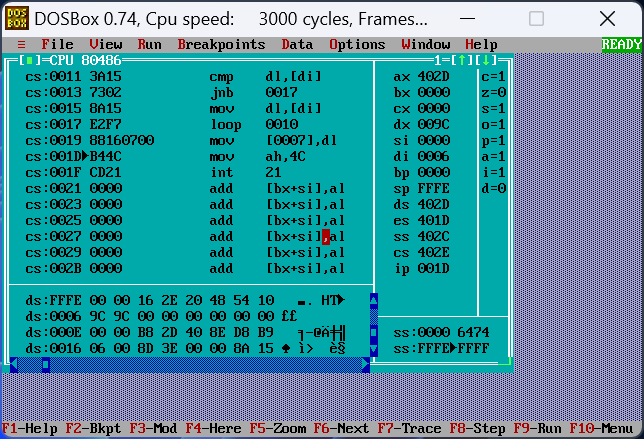 DOSBox 0.74, Cpu speed: 3000 cycles, Frames...
≡ File View Run Breakpoints Data Options Window Help READY
[■]=CPU 80486 1=[↑][↓]
cs:0011 3A15 cmp dl,[di] ax 402D c=1
cs:0013 7302 jnb 0017 bx 0000 z=0
cs:0015 8A15 mov dl,[di] cx 0000 s=1
cs:0017 E2F7 loop 0010 dx 009C o=1
cs:0019 88160700 mov [0007],dl si 0000 p=1
cs:001D►B44C mov ah,4C di 0006 a=1
cs:001F CD21 int 21 bp 0000 i=1
cs:0021 0000 add [bx+si],al sp FFFE d=0
cs:0023 0000 add [bx+si],al ds 402D
cs:0025 0000 add [bx+si],al es 401D
cs:0027 0000 add [bx+si],al ss 402C
cs:0029 0000 add [bx+si],al cs 402E
cs:002B 0000 add [bx+si],al ip 001D
ds:FFFE 00 00 16 2E 20 48 54 10 ▬. HT►
ds:0006 9C 9C 00 00 00 00 00 00 ££
ds:000E 00 00 B8 2D 40 8E D8 B9 ╕-@Ä╪╣
ds:0016 06 00 8D 3E 00 00 8A 15 ♠ ì> è§
ss:0000 6474
ss:FFFE►FFFF
F1-Help F2-Bkpt F3-Mod F4-Here F5-Zoom F6-Next F7-Trace F8-Step F9-Run F10-Menu